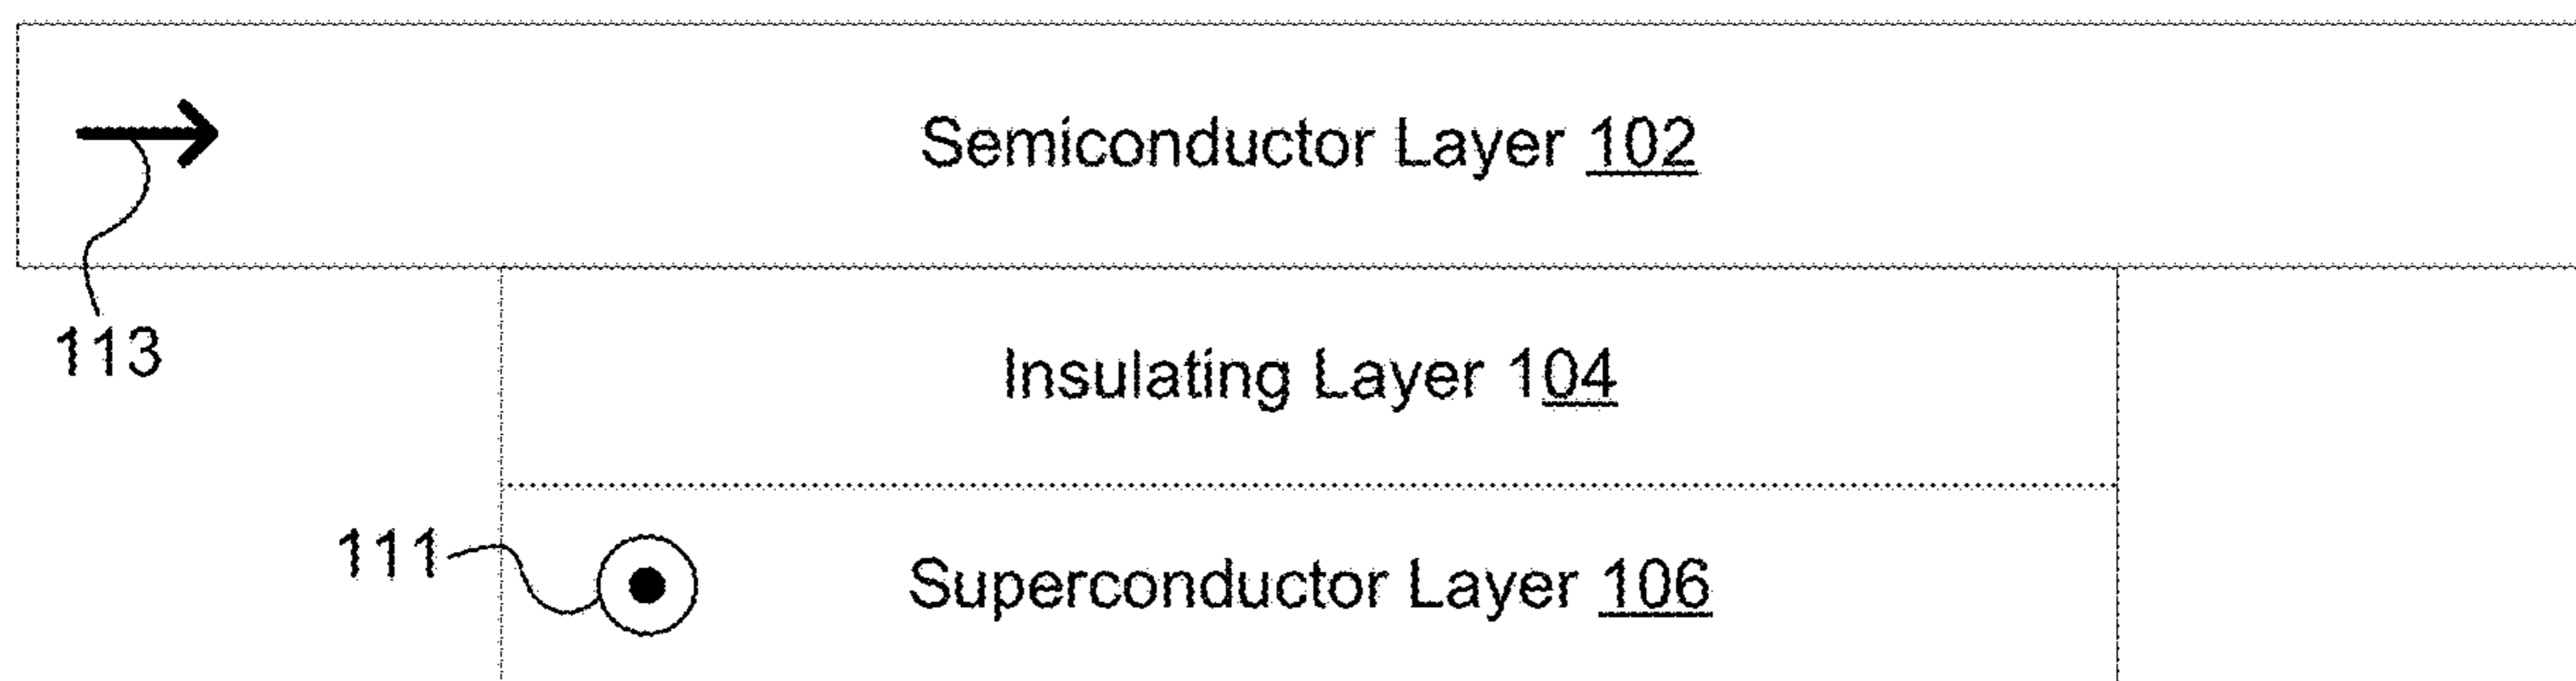 Semiconductor Layer 102
113
Insulating Layer 104
111
Superconductor Layer 106